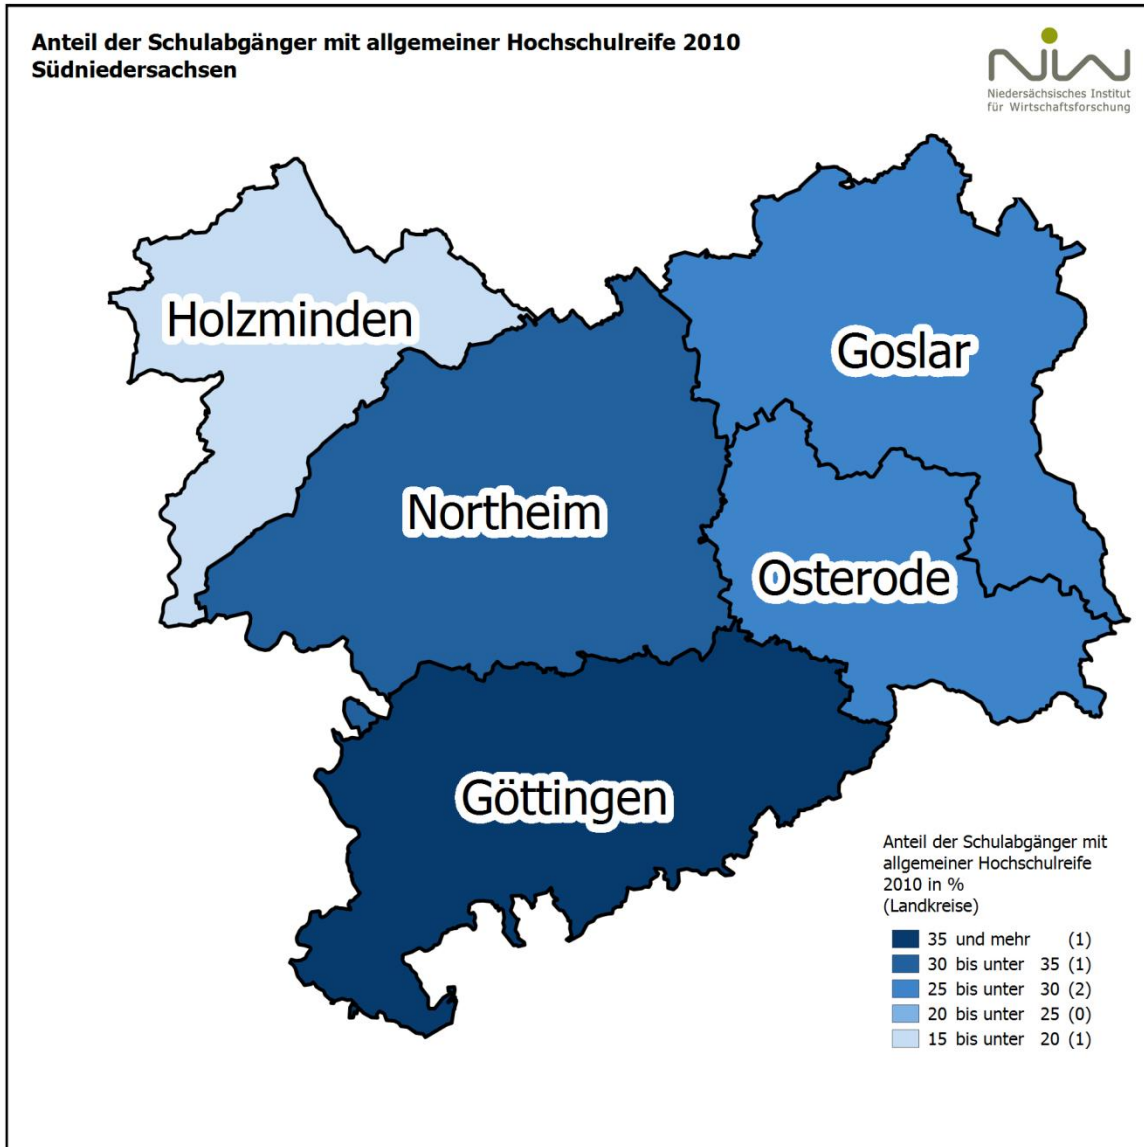 Anteil der Schulabgänger mit allgemeiner Hochschulreife 2010
Südniedersachsen
NIW
Niedersächsisches Institut
für Wirtschaftsforschung
Holzminden
Goslar
Northeim
Osterode
Göttingen
Anteil der Schulabgänger mit
allgemeiner Hochschulreife
2010 in %
(Landkreise)
35 und mehr (1)
30 bis unter 35 (1)
25 bis unter 30 (2)
20 bis unter 25 (0)
15 bis unter 20 (1)